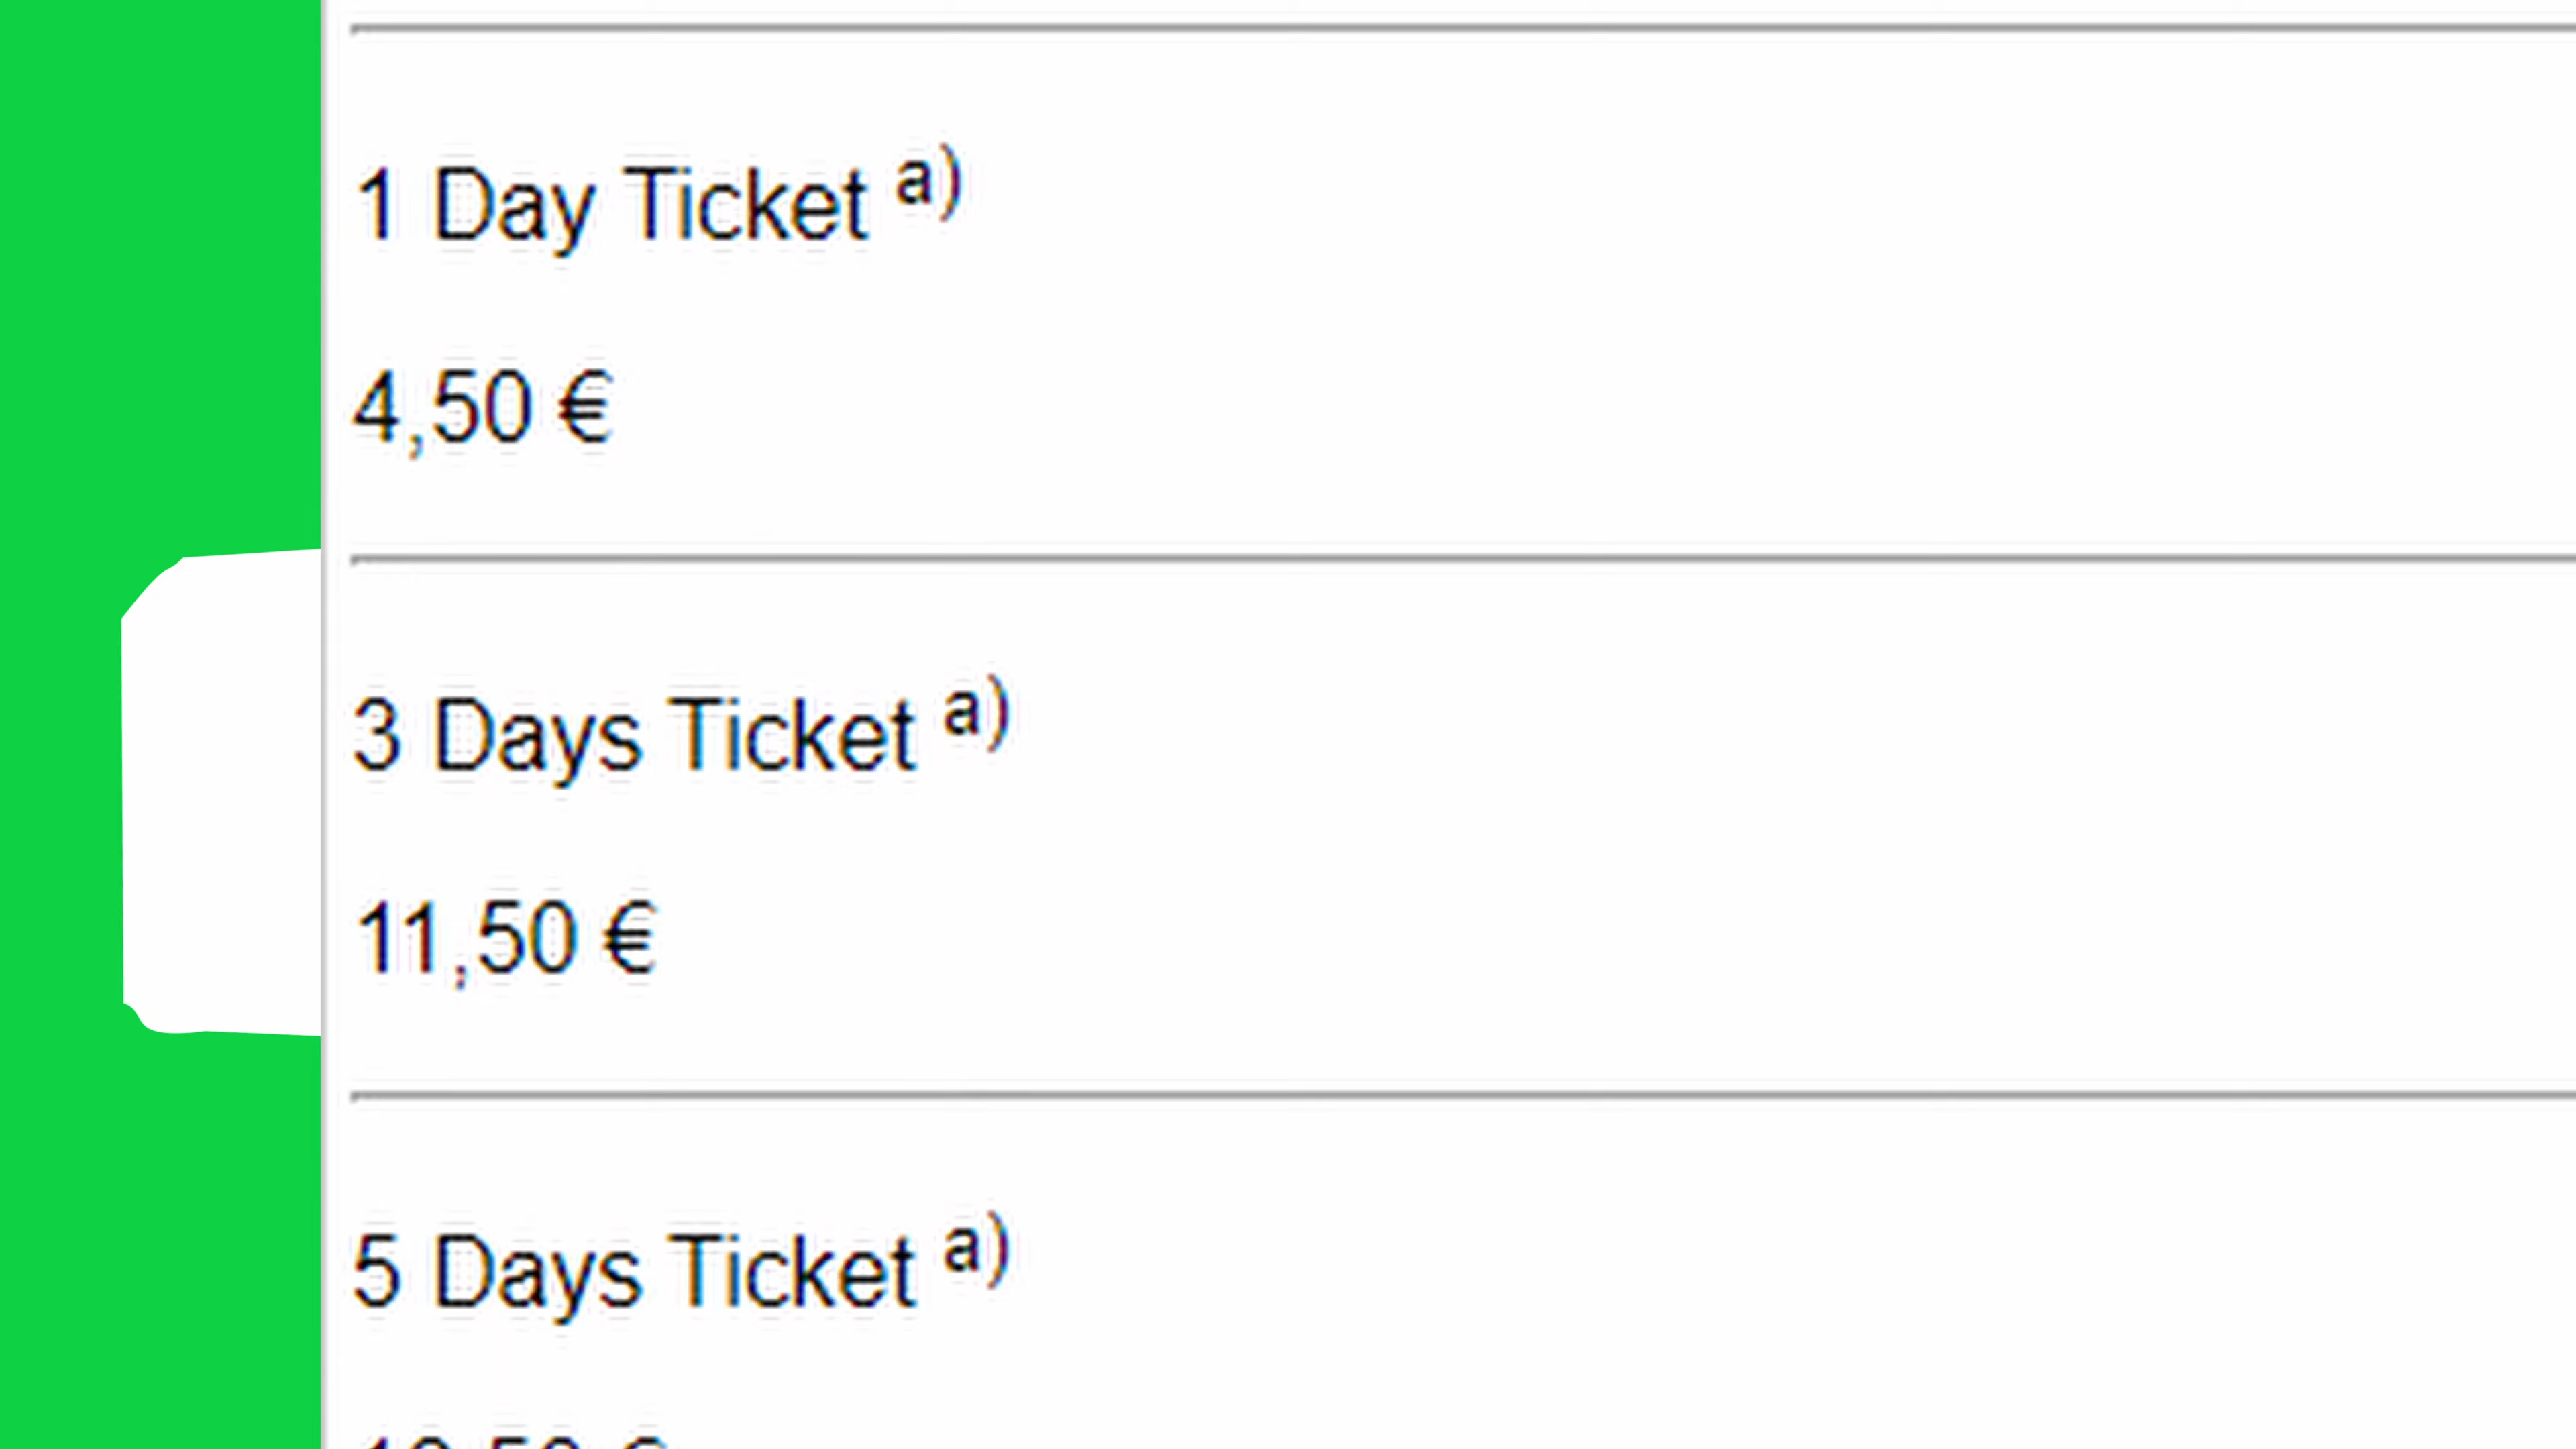 1 Day Ticket a)
4,50 €
3 Days Ticket a)
11,50 €
5 Days Ticket a)